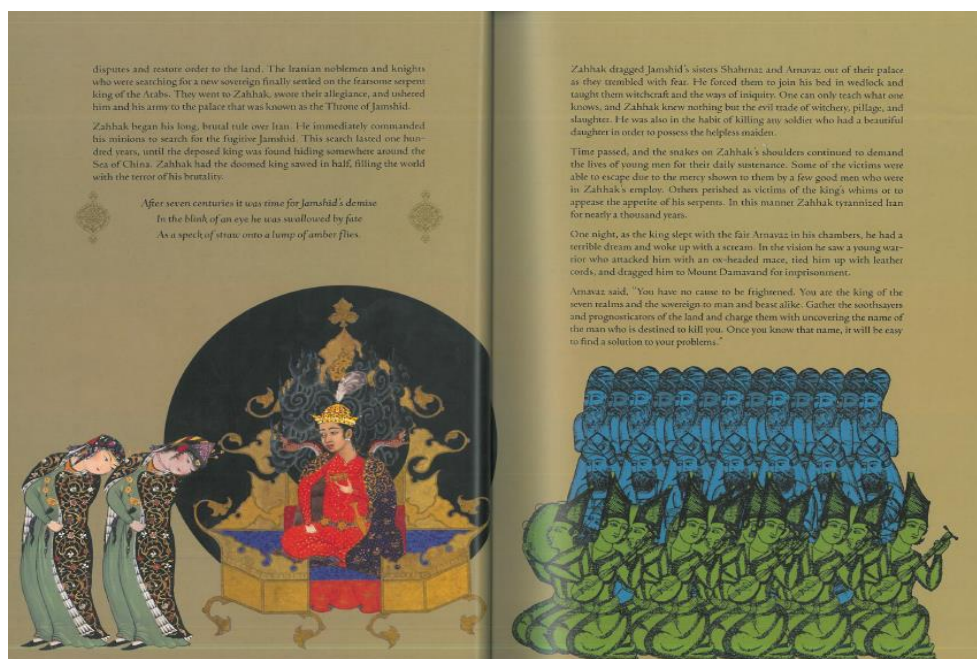 disputes and restore order to the land. The Iranian noblemen and knights
who were searching for a new sovereign finally settled on the fearsome serpent
king of the Arabs. They went to Zahhak, swore their allegiance, and ushered
him and his army to the palace that was known as the Throne of Jamshid.
Zahhak began his long, brutal rule over Iran. He immediately commanded
his minions to search for the fugitive Jamshid. This search lasted one hun-
dred years, until the deposed king was found hiding somewhere around the
Sea of China. Zahhak had the doomed king sawed in half, filling the world
with the terror of his brutality.
After seven centuries it was time for Jamshid's demise
In the blink of an eye he was swallowed by fate
As a speck of straw onto a lump of amber flies.
Zahhak dragged Jamshid's sisters Shahrnaz and Arnavaz out of their palace
as they trembled with fear. He forced them to join his bed in wedlock and
taught them witchcraft and the ways of iniquity. One can only teach what one
knows, and Zahhak knew nothing but the evil trade of witchery, pillage, and
slaughter. He was also in the habit of killing any soldier who had a beautiful
daughter in order to possess the helpless maiden.
Time passed, and the snakes on Zahhak's shoulders continued to demand
the lives of young men for their daily sustenance. Some of the victims were
able to escape due to the mercy shown to them by a few good men who were
in Zahhak's employ. Others perished as victims of the king's whims or to
appease the appetite of his serpents. In this manner Zahhak tyrannized Iran
for nearly a thousand years.
One night, as the king slept with the fair Arnavaz in his chambers, he had a
terrible dream and woke up with a scream. In the vision he saw a young war-
rior who attacked him with an ox-headed mace, tied him up with leather
cords, and dragged him to Mount Damavand for imprisonment.
Arnavaz said, "You have no cause to be frightened. You are the king of the
seven realms and the sovereign to man and beast alike. Gather the soothsayers
and prognosticators of the land and charge them with uncovering the name of
the man who is destined to kill you. Once you know that name, it will be easy
to find a solution to your problems."